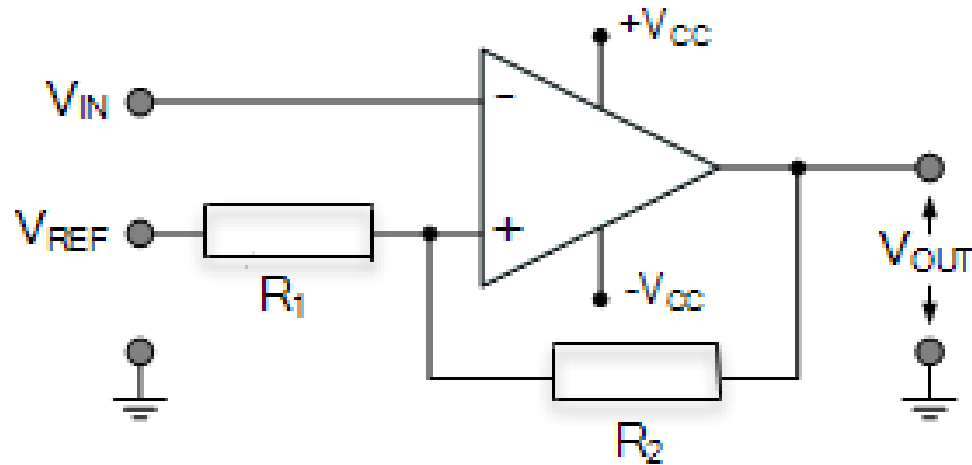 +VCC
VIN
-
VREF
+
R1
VOUT
-VCC
R2